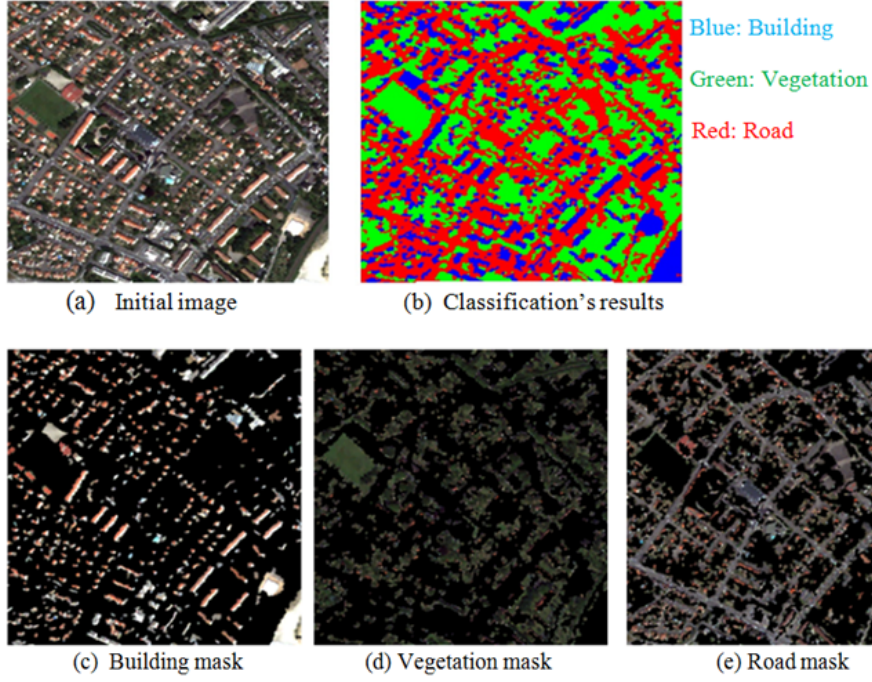 Blue: Building
Green: Vegetation
Red: Road
(a) Initial image
(b) Classification's results
(c) Building mask
(d) Vegetation mask
(e) Road mask